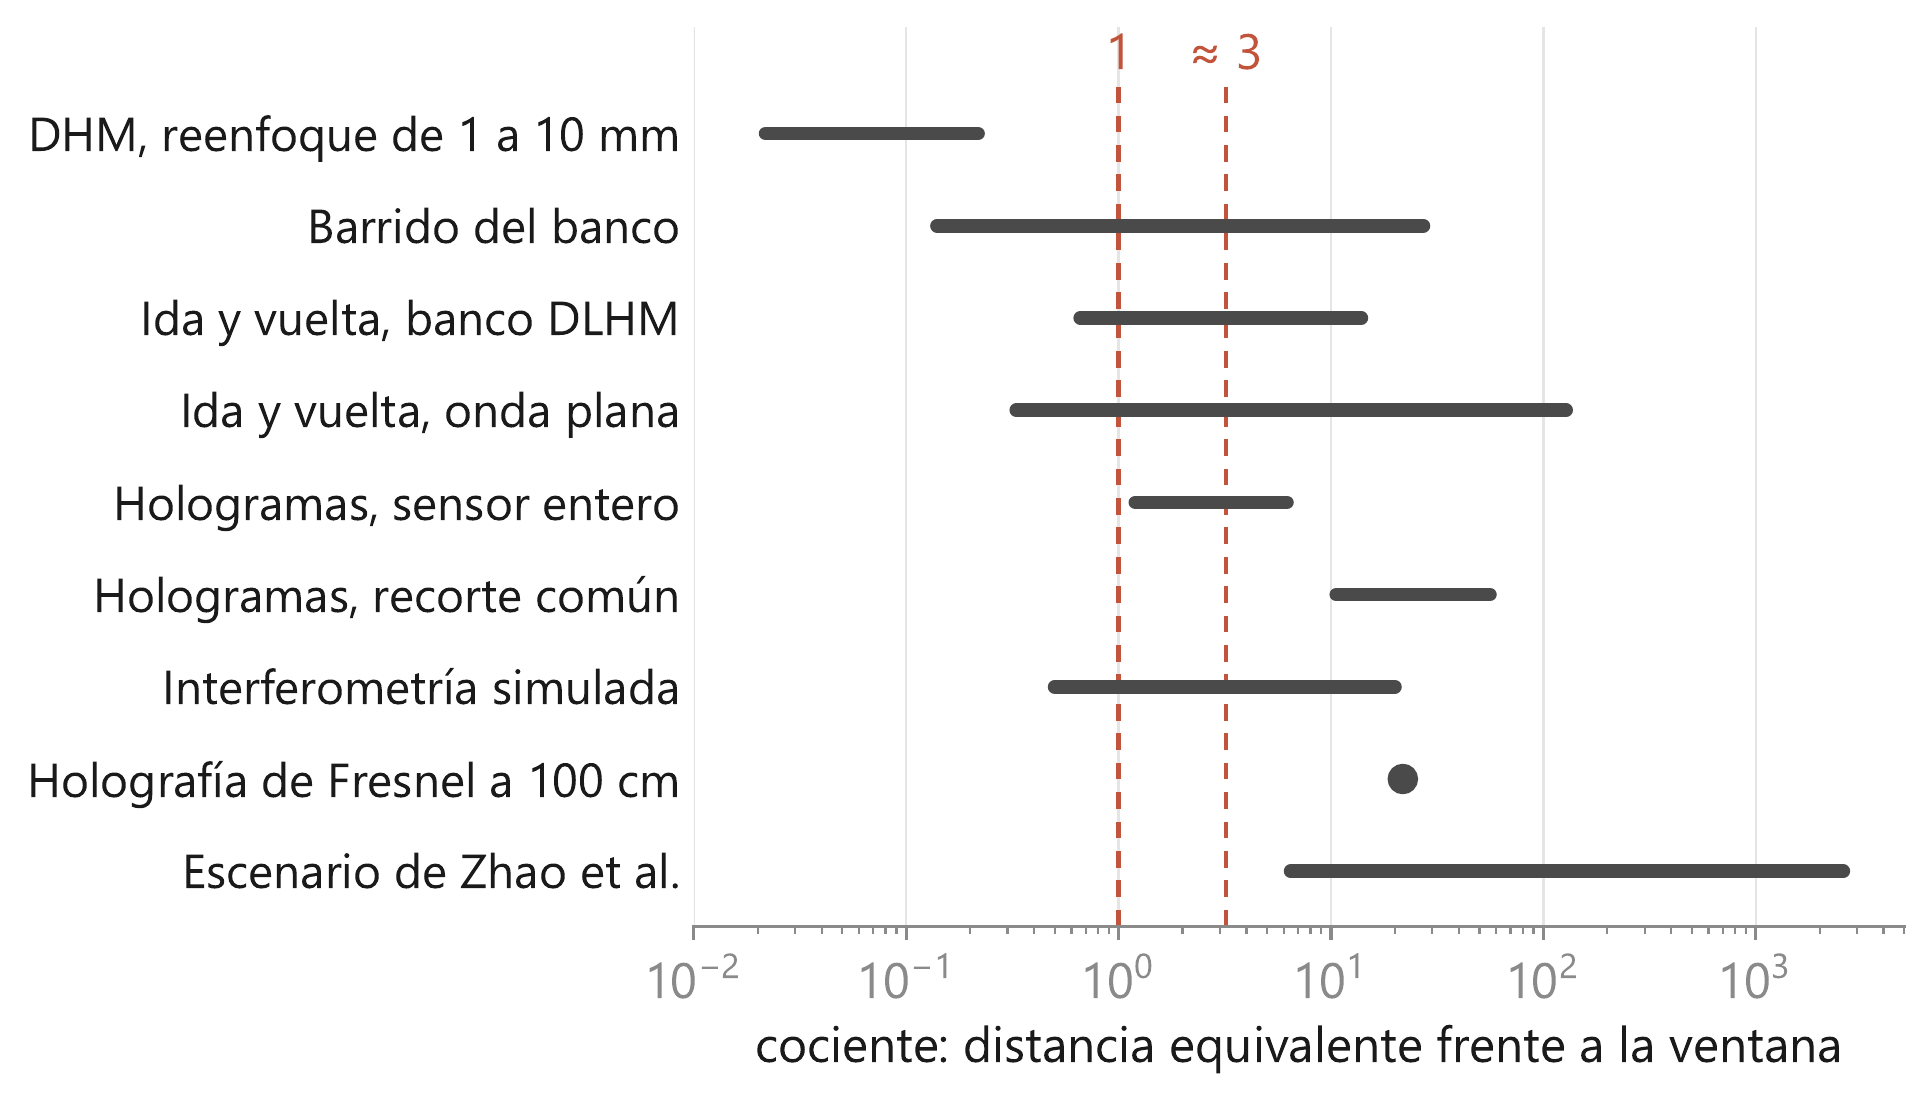 1 ≈ 3
DHM, reenfoque de 1 a 10 mm
Barrido del banco
Ida y vuelta, banco DLHM
Ida y vuelta, onda plana
Hologramas, sensor entero
Hologramas, recorte común
Interferometría simulada
Holografía de Fresnel a 100 cm
Escenario de Zhao et al.
10⁻² 10⁻¹ 10⁰ 10¹ 10² 10³
cociente: distancia equivalente frente a la ventana